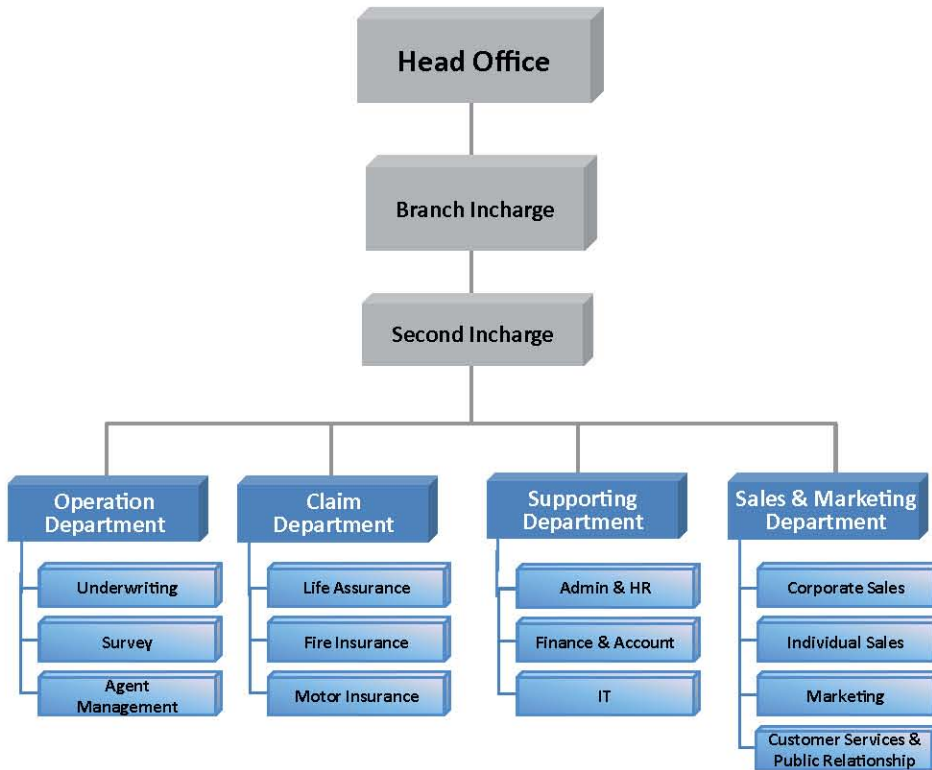 Head Office
Branch Incharge
Second Incharge
Operation
Department
Claim
Department
Supporting
Department
Sales & Marketing
Department
Underwriting
Survey
Agent
Management
Life Assurance
Fire Insurance
Motor Insurance
Admin & HR
Finance & Account
IT
Corporate Sales
Individual Sales
Marketing
Customer Services &
Public Relationship